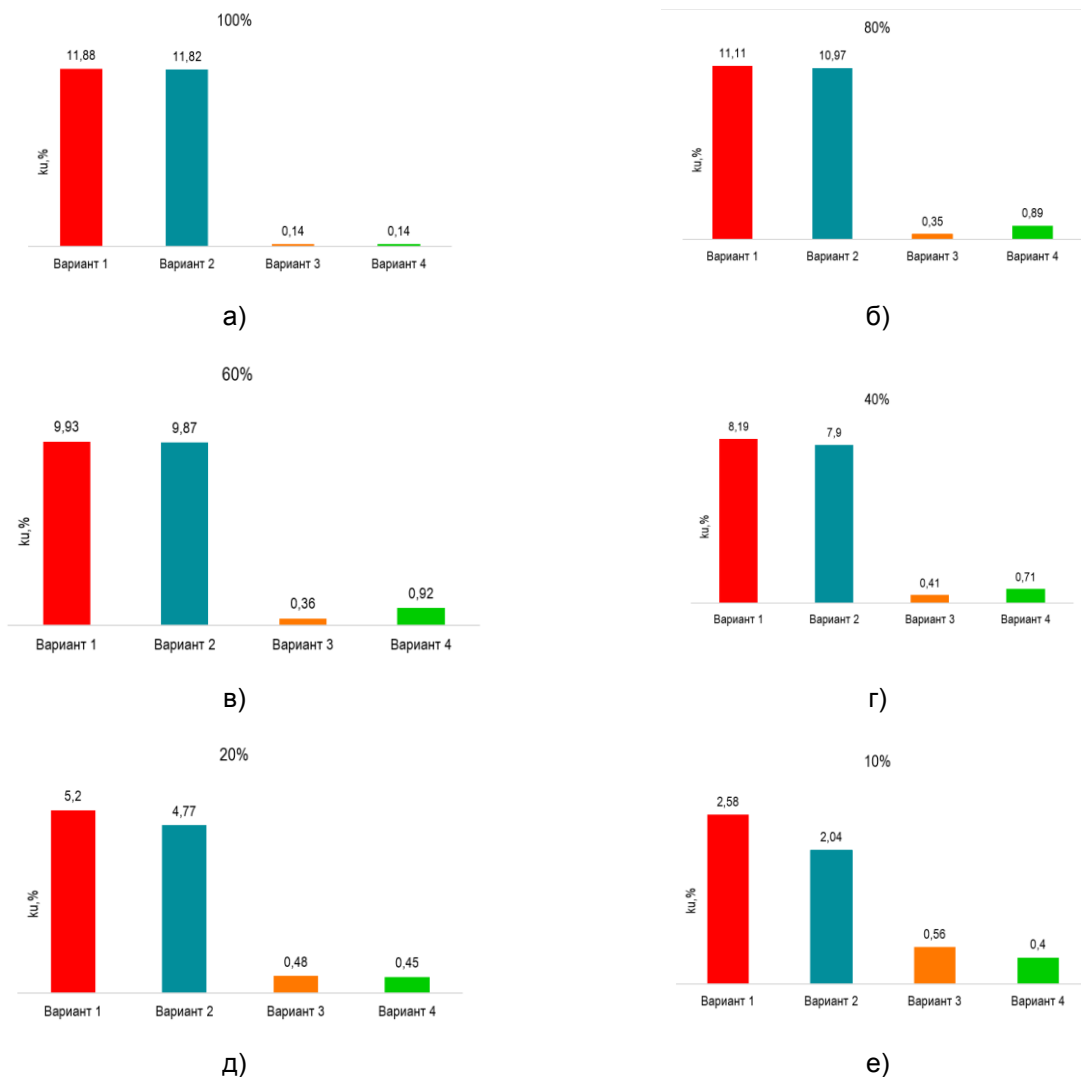 100%
11,88
11,82
0,14
0,14
ku,%
Вариант 1 Вариант 2 Вариант 3 Вариант 4
а)
80%
11,11
10,97
0,35
0,89
ku,%
Вариант 1 Вариант 2 Вариант 3 Вариант 4
б)
60%
9,93
9,87
0,36
0,92
ku,%
Вариант 1 Вариант 2 Вариант 3 Вариант 4
в)
40%
8,19
7,9
0,41
0,71
ku,%
Вариант 1 Вариант 2 Вариант 3 Вариант 4
г)
20%
5,2
4,77
0,48
0,45
ku,%
Вариант 1 Вариант 2 Вариант 3 Вариант 4
д)
10%
2,58
2,04
0,56
0,4
ku,%
Вариант 1 Вариант 2 Вариант 3 Вариант 4
е)